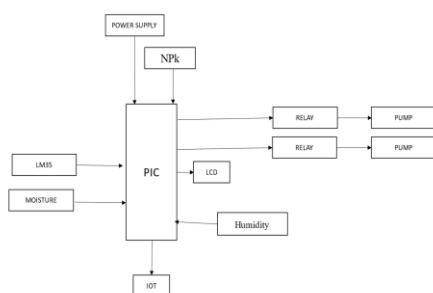 POWER SUPPLY
NPk
RELAY
PUMP
RELAY
PUMP
LM35
PIC
LCD
MOISTURE
Humidity
IOT